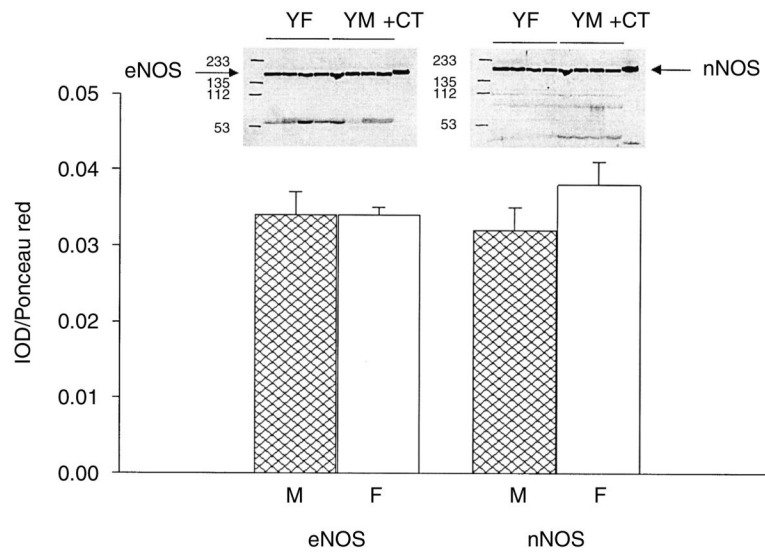 YF YM +CT YF YM +CT
eNOS
233
135
112
53
233
135
112
53
nNOS
IOD/Ponceau red
0.05
0.04
0.03
0.02
0.01
0.00
M F M F
eNOS nNOS